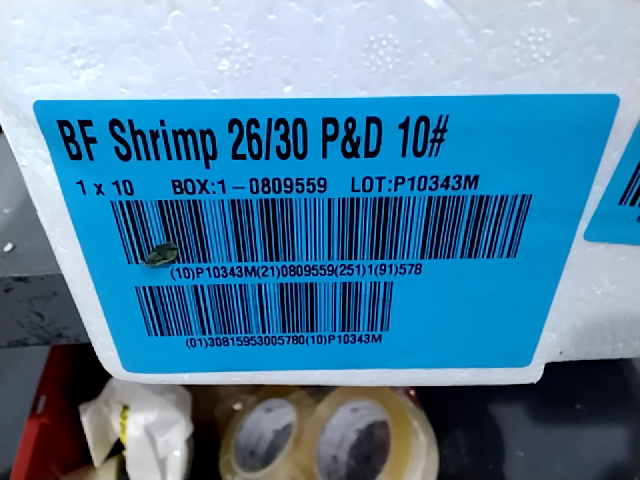 BF Shrimp 26/30 P&D 10#
1 x 10 BOX:1-0809559 LOT:P10343M
(10)P10343M(21)0809559(251)1(91)578
(01)30815953005780(10)P10343M